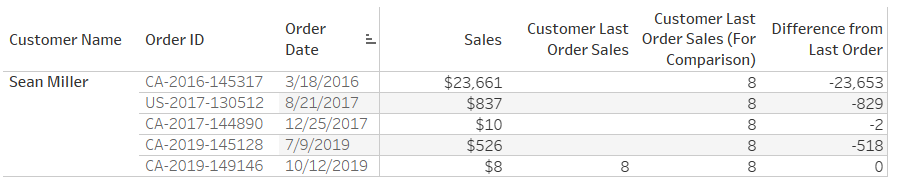 Customer Name Order ID Order Date Sales Customer Last Order Sales Customer Last Order Sales (For Comparison) Difference from Last Order
Sean Miller CA-2016-145317 3/18/2016 $23,661 8 -23,653
US-2017-130512 8/21/2017 $837 8 -829
CA-2017-144890 12/25/2017 $10 8 -2
CA-2019-145128 7/9/2019 $526 8 -518
CA-2019-149146 10/12/2019 $8 8 8 0